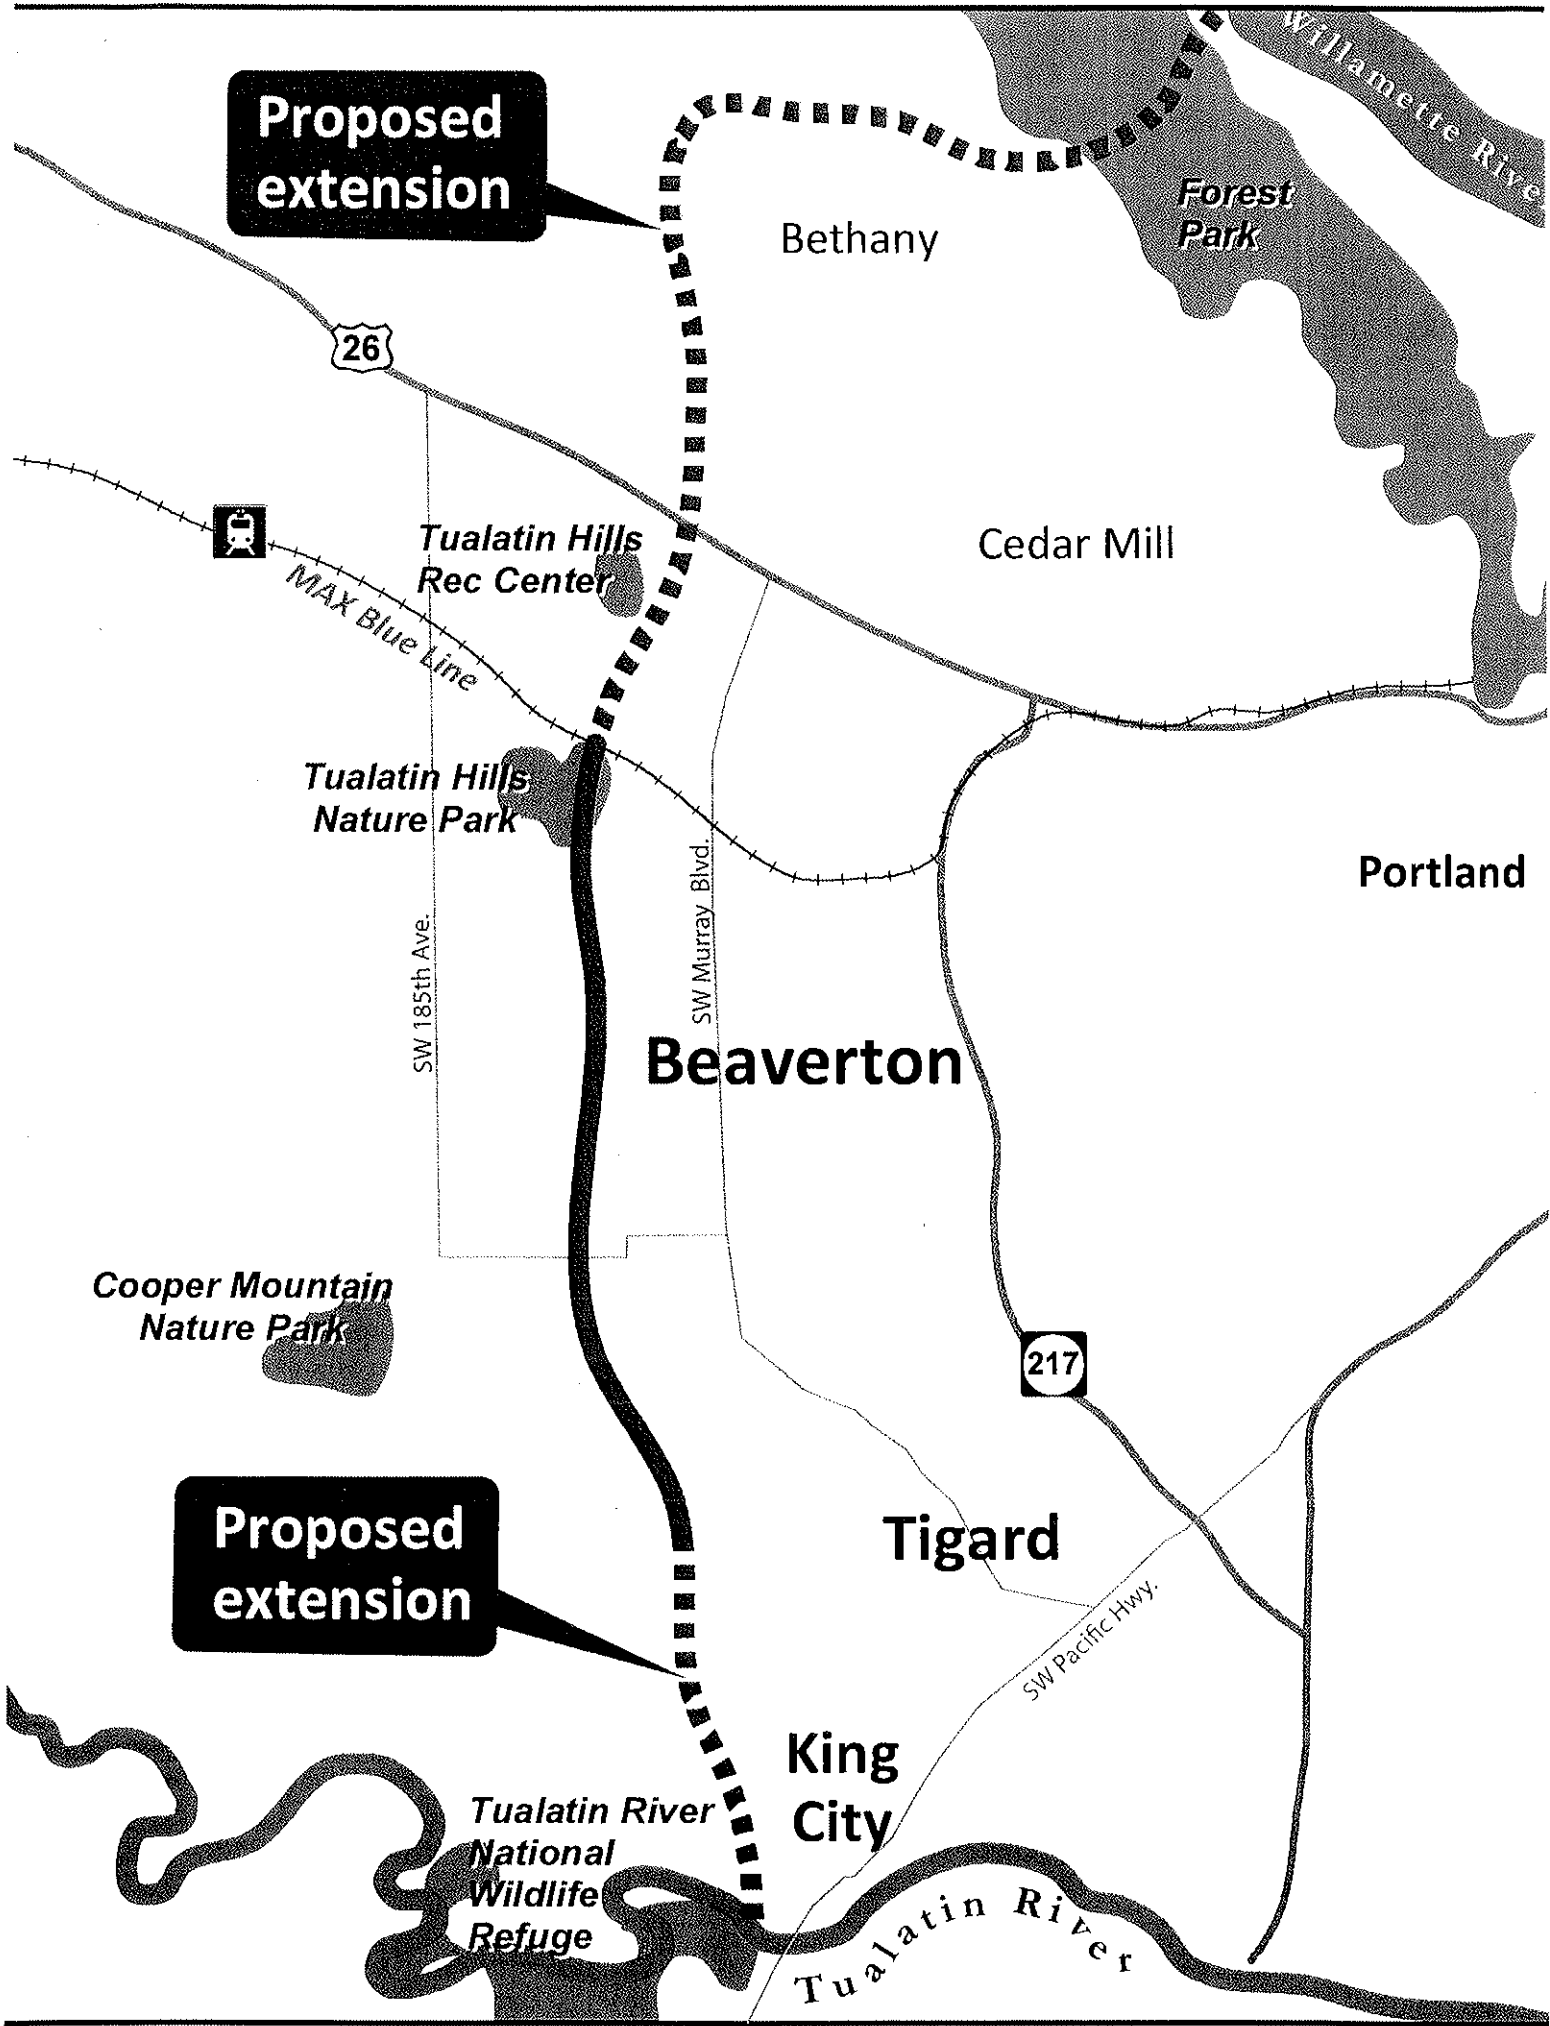 Willamette Rive
Proposed
extension
Forest
Park
Bethany
26
Tualatin Hills
Rec Center
Cedar Mill
MAX Blue Line
Tualatin Hills
Nature Park
Portland
SW 185th Ave.
SW Murray Blvd.
Beaverton
Cooper Mountain
Nature Park
217
Proposed
extension
Tigard
SW Pacific Hwy.
King
City
Tualatin River
National
Wildlife
Refuge
Tualatin River